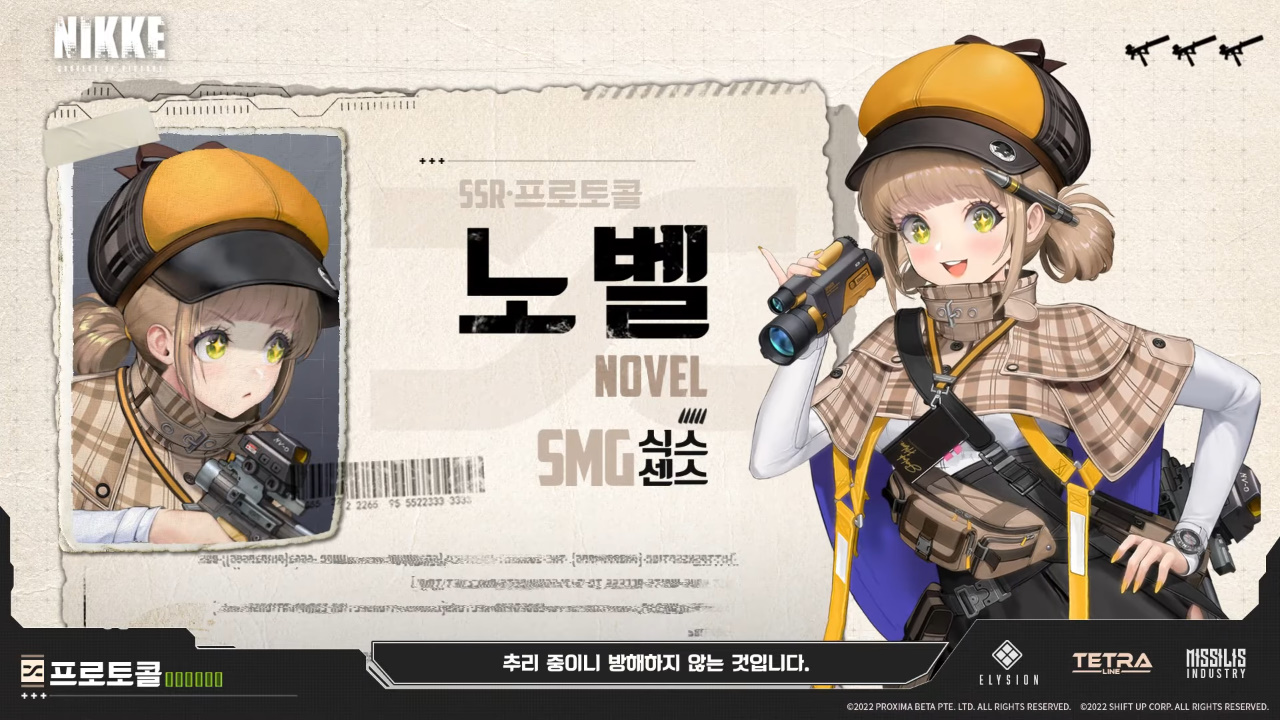 NIKKE
SSR·프로토콜
노벨
NOVEL
SMG 식스
센스
프로토콜
추리 중이니 방해하지 않는 것입니다.
ELYSION
TETRA
LINE
MISSILIS
INDUSTRY
©2022 PROXIMA BETA PTE. LTD. ALL RIGHTS RESERVED. ©2022 SHIFT UP CORP. ALL RIGHTS RESERVED.